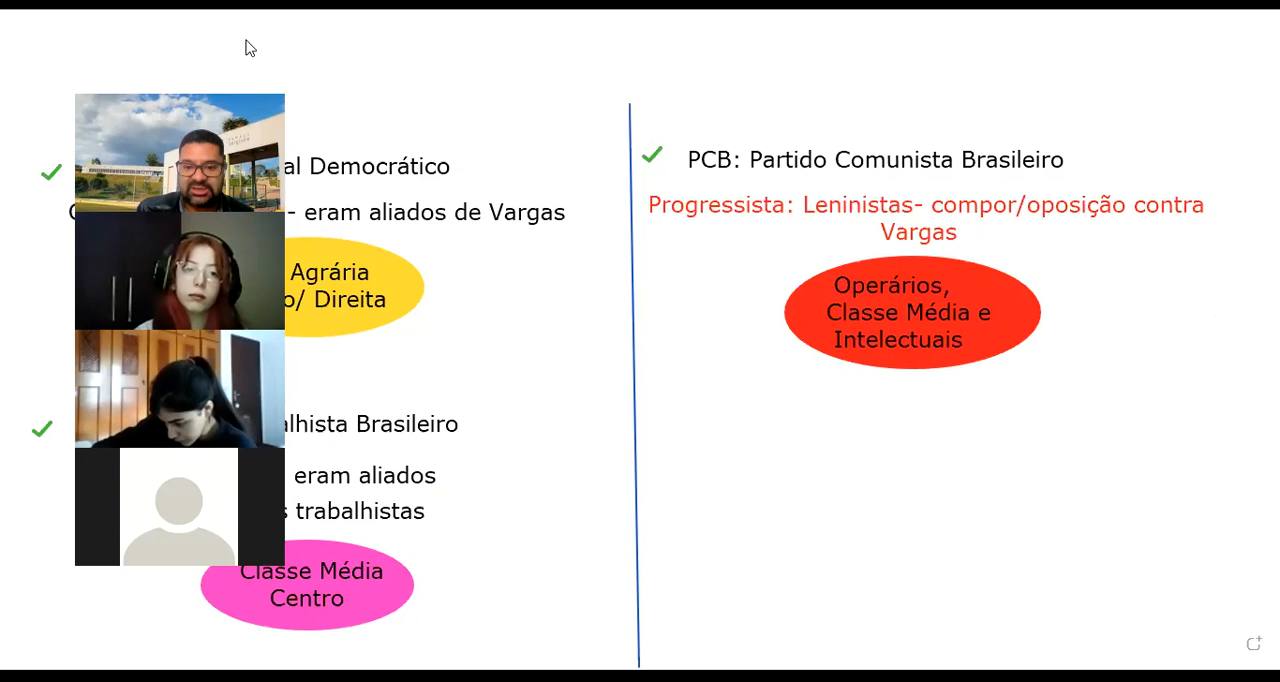 al Democrático
- eram aliados de Vargas
Agrária
o/ Direita
alhista Brasileiro
eram aliados
s trabalhistas
Classe Média
Centro
PCB: Partido Comunista Brasileiro
Progressista: Leninistas- compor/oposição contra
Vargas
Operários,
Classe Média e
Intelectuais